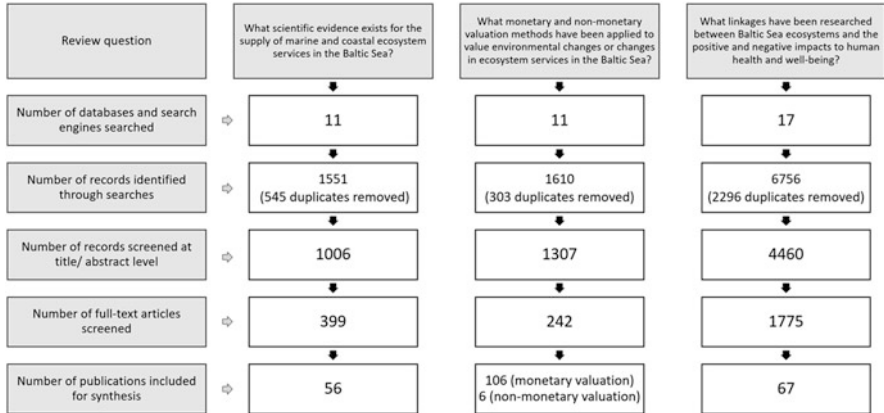 Review question
What scientific evidence exists for the
supply of marine and coastal ecosystem
services in the Baltic Sea?
What monetary and non-monetary
valuation methods have been applied to
value environmental changes or changes
in ecosystem services in the Baltic Sea?
What linkages have been researched
between Baltic Sea ecosystems and the
positive and negative impacts to human
health and well-being?
Number of databases and search
engines searched
11
11
17
Number of records identified
through searches
1551
(545 duplicates removed)
1610
(303 duplicates removed)
6756
(2296 duplicates removed)
Number of records screened at
title/ abstract level
1006
1307
4460
Number of full-text articles
screened
399
242
1775
Number of publications included
for synthesis
56
106 (monetary valuation)
6 (non-monetary valuation)
67